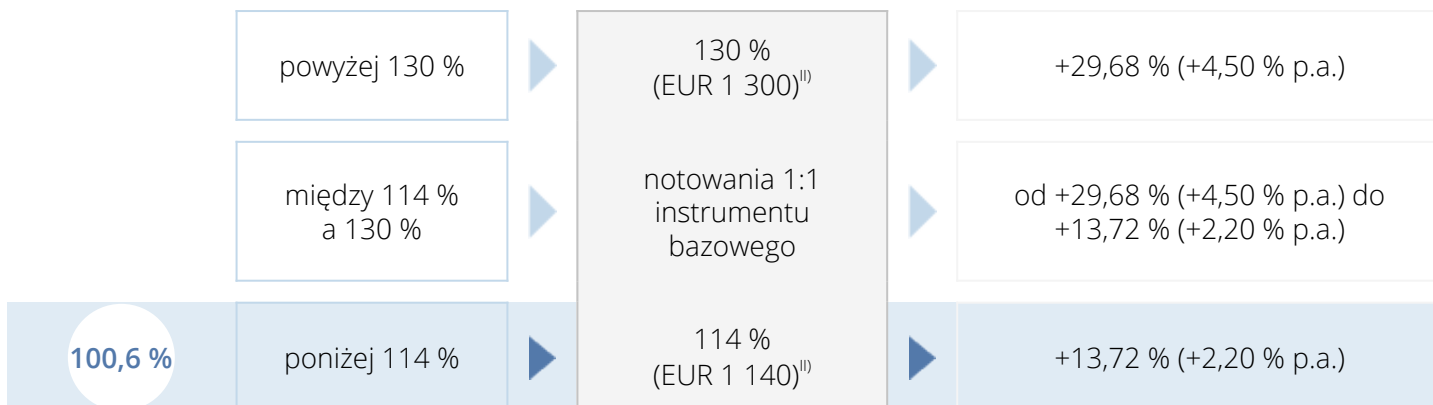 powyżej 130 %
130 %
(EUR 1 300)II)
+29,68 % (+4,50 % p.a.)
między 114 %
a 130 %
notowania 1:1
instrumentu
bazowego
od +29,68 % (+4,50 % p.a.) do
+13,72 % (+2,20 % p.a.)
100,6 %
poniżej 114 %
114 %
(EUR 1 140)II)
+13,72 % (+2,20 % p.a.)